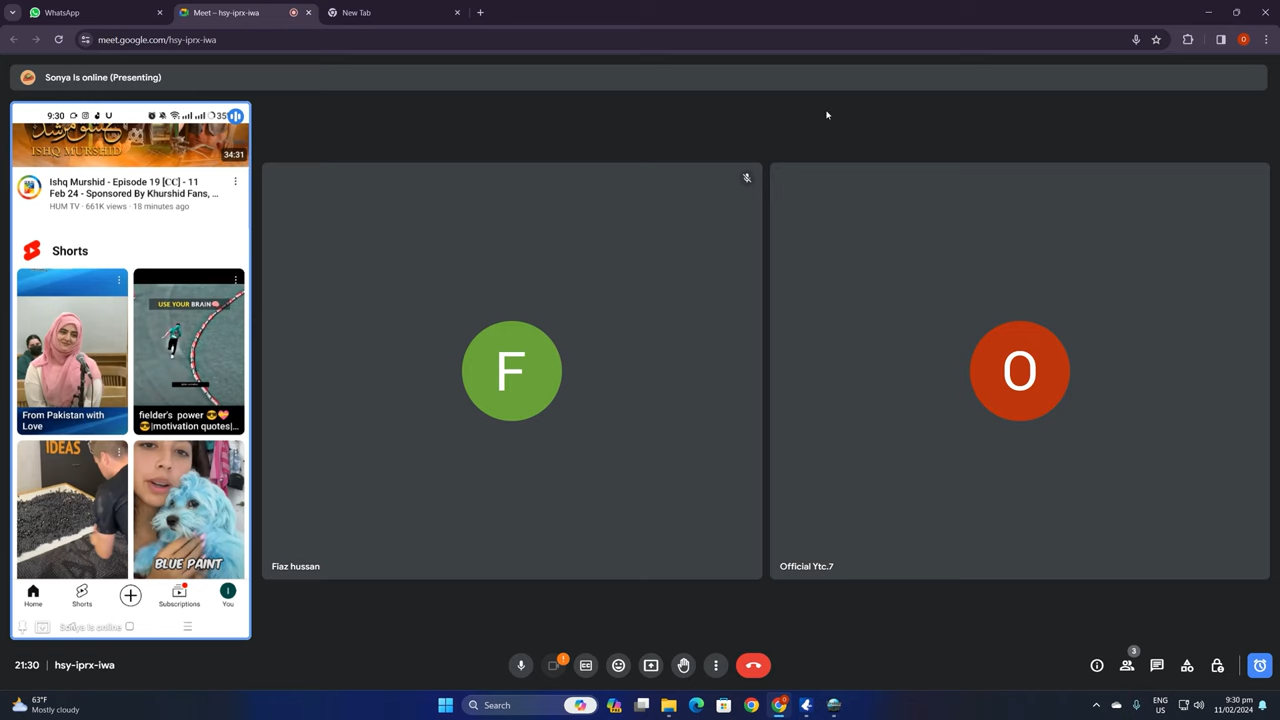 WhatsApp
Meet – hsy-iprx-iwa
New Tab
meet.google.com/hsy-iprx-iwa
O
Sonya Is online (Presenting)
9:30
35
ISHQ MURSHID
34:31
Ishq Murshid - Episode 19 [CC] - 11
Feb 24 - Sponsored By Khurshid Fans, ...
HUM TV · 661K views · 18 minutes ago
Shorts
USE YOUR BRAIN🧠
From Pakistan with
Love
fielder's power 😎💝
😎|motivation quotes|...
IDEAS
BLUE PAINT
Home
Shorts
Subscriptions
I
You
Sonya Is online
F
Fiaz hussan
O
Official Ytc.7
21:30 | hsy-iprx-iwa
3
63°F
Mostly cloudy
Search
ENG
US
9:30 pm
11/02/2024